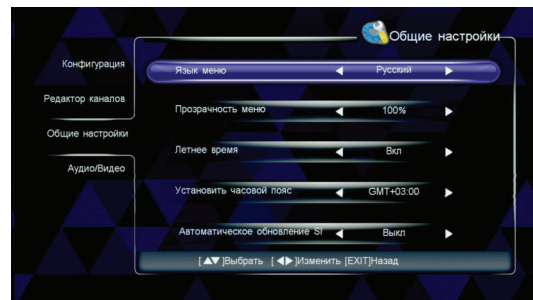 Общие настройки
Конфигурация
Редактор каналов
Общие настройки
Аудио/Видео
Язык меню ◀ Русский ▶
Прозрачность меню ◀ 100% ▶
Летнее время ◀ Вкл ▶
Установить часовой пояс ◀ GMT+03:00 ▶
Автоматическое обновление SI ◀ Выкл ▶
[▲▼]Выбрать [◀▶]Изменить [EXIT]Назад